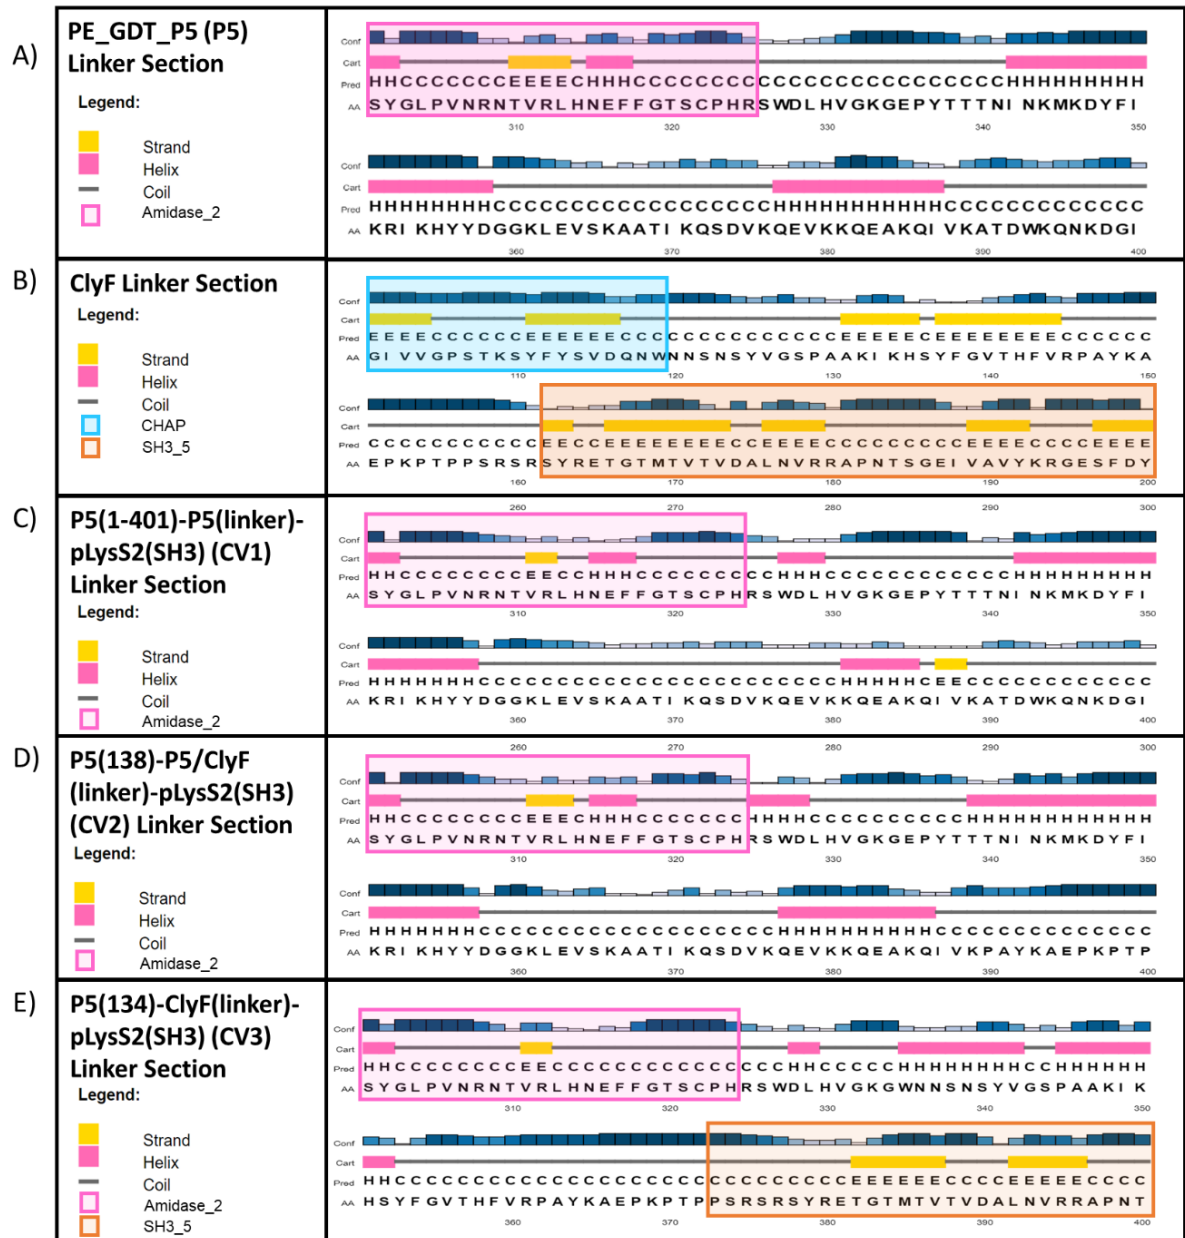 A)
PE_GDT_P5 (P5)
Linker Section
Legend:
Strand
Helix
Coil
Amidase_2
Conf
Cart
Pred HHCCCCCCCEEEECHHHCCCCCCCCCCCCCCCCCCCCCCCCHHHHHHHHH
AA SYGLPVNRNTVRLHNEFFGTSCPHRSWDLHVGKGEPYTTTNINKMKDYFI
310 320 330 340 350
Conf
Cart
Pred HHHHHHHHCCCCCCCCCCCCCCCCCCHHHHHHHHHHHCCCCCCCCCCCCC
AA KRIKHYYDGGKLEVSKAATIKQSDVKQEVKKQEAKQIVKATDWKQNKDGI
360 370 380 390 400
B)
ClyF Linker Section
Legend:
Strand
Helix
Coil
CHAP
SH3_5
Conf
Cart
Pred EEEECCCCCCEEEEEECCCCCCCCCCCCCCEEEEECEEEEEEEECCCCCC
AA GIVVGPSTKSYFYSVDQNWNNSNSYVGSPAAKIKHSYFGVTHFVRPAYKA
110 120 130 140 150
Conf
Cart
Pred CCCCCCCCCCCEECCEEEEEEEECCEEEECCCCCCCCCEEEECCCCEEEE
AA EPKPTPPSRSRSYRETGTMTVTVDALNVRRAPNTSGEIVAVYKRGESFDY
160 170 180 190 200
C)
P5(1-401)-P5(linker)-
pLysS2(SH3) (CV1)
Linker Section
Legend:
Strand
Helix
Coil
Amidase_2
260 270 280 290 300
Conf
Cart
Pred HHCCCCCCCCEECCHHHCCCCCCCCCHHHCCCCCCCCCCCCHHHHHHHHH
AA SYGLPVNRNTVRLHNEFFGTSCPHRSWDLHVGKGEPYTTTNINKMKDYFI
310 320 330 340 350
Conf
Cart
Pred HHHHHHHCCCCCCCCCCCCCCCCCCCCCCCHHHHHCEECCCCCCCCCCCC
AA KRIKHYYDGGKLEVSKAATIKQSDVKQEVKKQEAKQIVKATDWKQNKDGI
360 370 380 390 400
D)
P5(138)-P5/ClyF
(linker)-pLysS2(SH3)
(CV2) Linker Section
Legend:
Strand
Helix
Coil
Amidase_2
260 270 280 290 300
Conf
Cart
Pred HHCCCCCCCCEEECHHHCCCCCCCHHHHCCCCCCCCCCHHHHHHHHHHHH
AA SYGLPVNRNTVRLHNEFFGTSCPHRSWDLHVGKGEPYTTTNINKMKDYFI
310 320 330 340 350
Conf
Cart
Pred HHHHHHHCCCCCCCCCCCCCCCCCCCHHHHHHHHHHCCCCCCCCCCCCCC
AA KRIKHYYDGGKLEVSKAATIKQSDVKQEVKKQEAKQIVKPAYKAEPKPTP
360 370 380 390 400
E)
P5(134)-ClyF(linker)-
pLysS2(SH3) (CV3)
Linker Section
Legend:
Strand
Helix
Coil
Amidase_2
SH3_5
Conf
Cart
Pred HHCCCCCCCCEECCCCCCCCCCCCCCCHHCCCCCHHHHHHHHCCHHHHHH
AA SYGLPVNRNTVRLHNEFFGTSCPHRSWDLHVGKGWNNSNSYVGSPAAKIK
310 320 330 340 350
Conf
Cart
Pred HHCCCCCCCCCCCCCCCCCCCCCCCCCCCCCEEEEEECCCCEEEEECCCC
AA HSYFGVTHFVRPAYKAEPKPTPPSRSRSYRETGTMTVTVDALNVRRAPNT
360 370 380 390 400